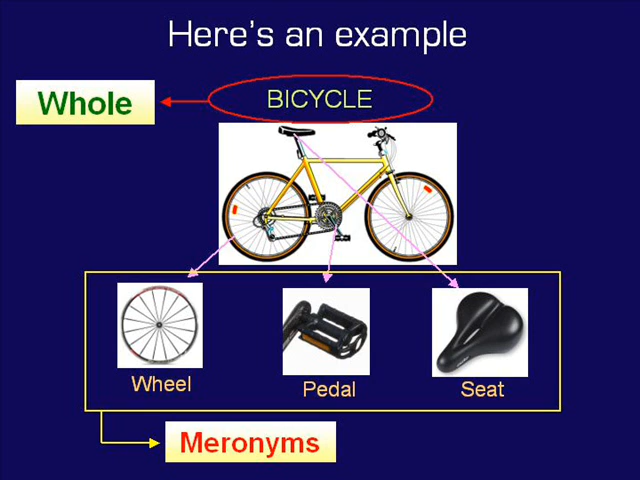 Here's an example
Whole
BICYCLE
Wheel
Pedal
Seat
Meronyms